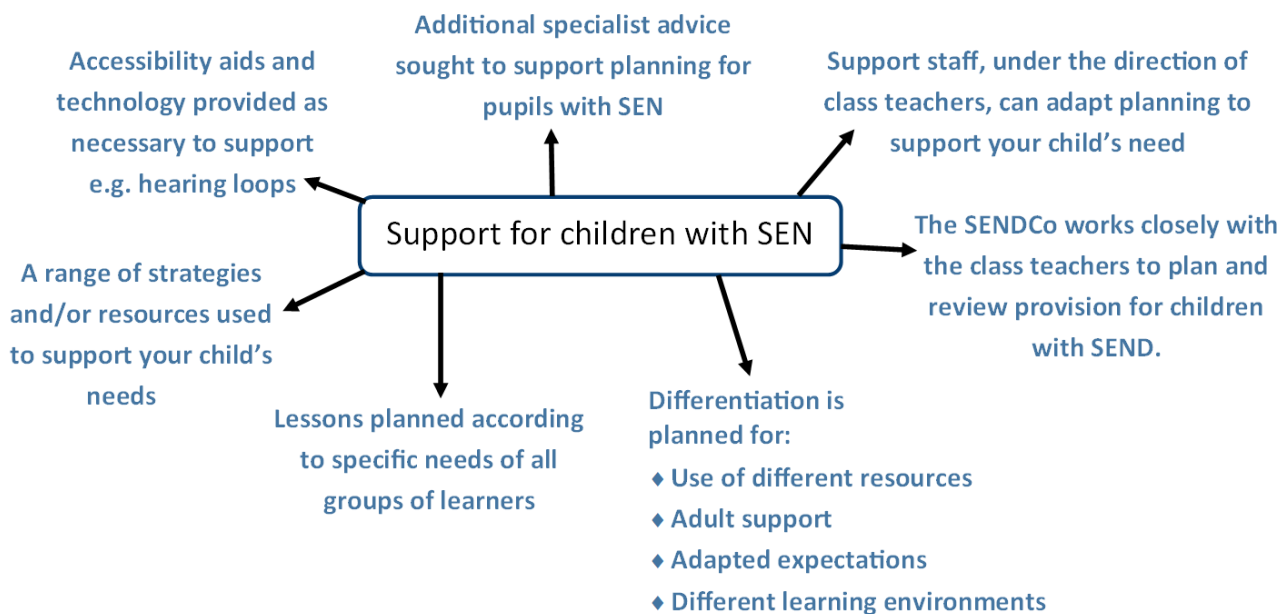 Additional specialist advice
sought to support planning for
pupils with SEN
Accessibility aids and
technology provided as
necessary to support
e.g. hearing loops
Support staff, under the direction of
class teachers, can adapt planning to
support your child’s need
Support for children with SEN
The SENDCo works closely with
the class teachers to plan and
review provision for children
with SEND.
A range of strategies
and/or resources used
to support your child’s
needs
Lessons planned according
to specific needs of all
groups of learners
Differentiation is
planned for:
♦ Use of different resources
♦ Adult support
♦ Adapted expectations
♦ Different learning environments